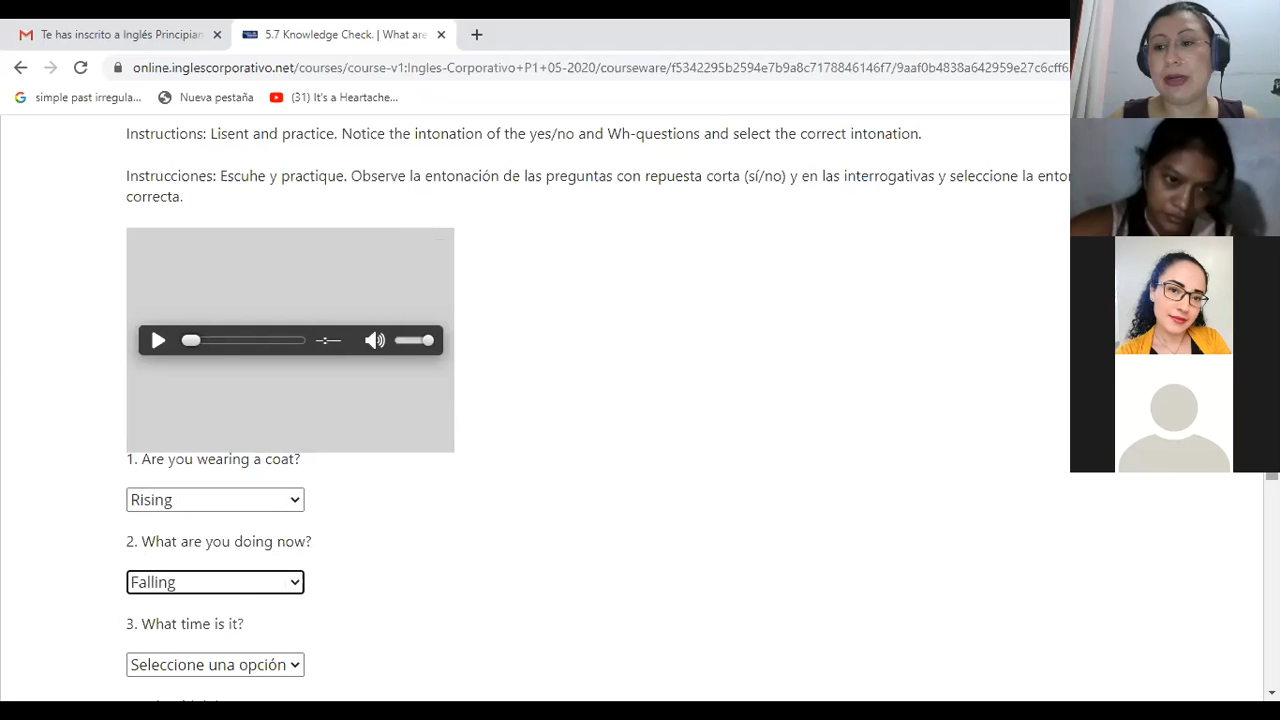 Te has inscrito a Inglés Principian
5.7 Knowledge Check. | What are
online.inglescorporativo.net/courses/course-v1:Ingles-Corporativo+P1+05-2020/courseware/f5342295b2594e7b9a8c7178846146f7/9aaf0b4838a642959e27c6cff6
simple past irregula...
Nueva pestaña
(31) It's a Heartache...
Instructions: Lisent and practice. Notice the intonation of the yes/no and Wh-questions and select the correct intonation.
Instrucciones: Escuhe y practique. Observe la entonación de las preguntas con repuesta corta (sí/no) y en las interrogativas y seleccione la ento
correcta.
-:--
1. Are you wearing a coat?
Rising
2. What are you doing now?
Falling
3. What time is it?
Seleccione una opción